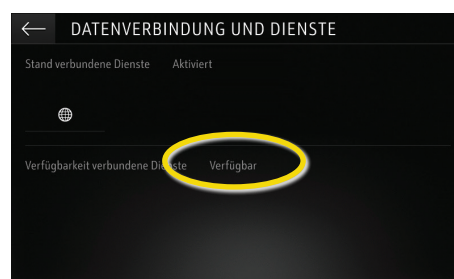 DATENVERBINDUNG UND DIENSTE
Stand verbundene Dienste Aktiviert
Verfügbarkeit verbundene Dienste Verfügbar